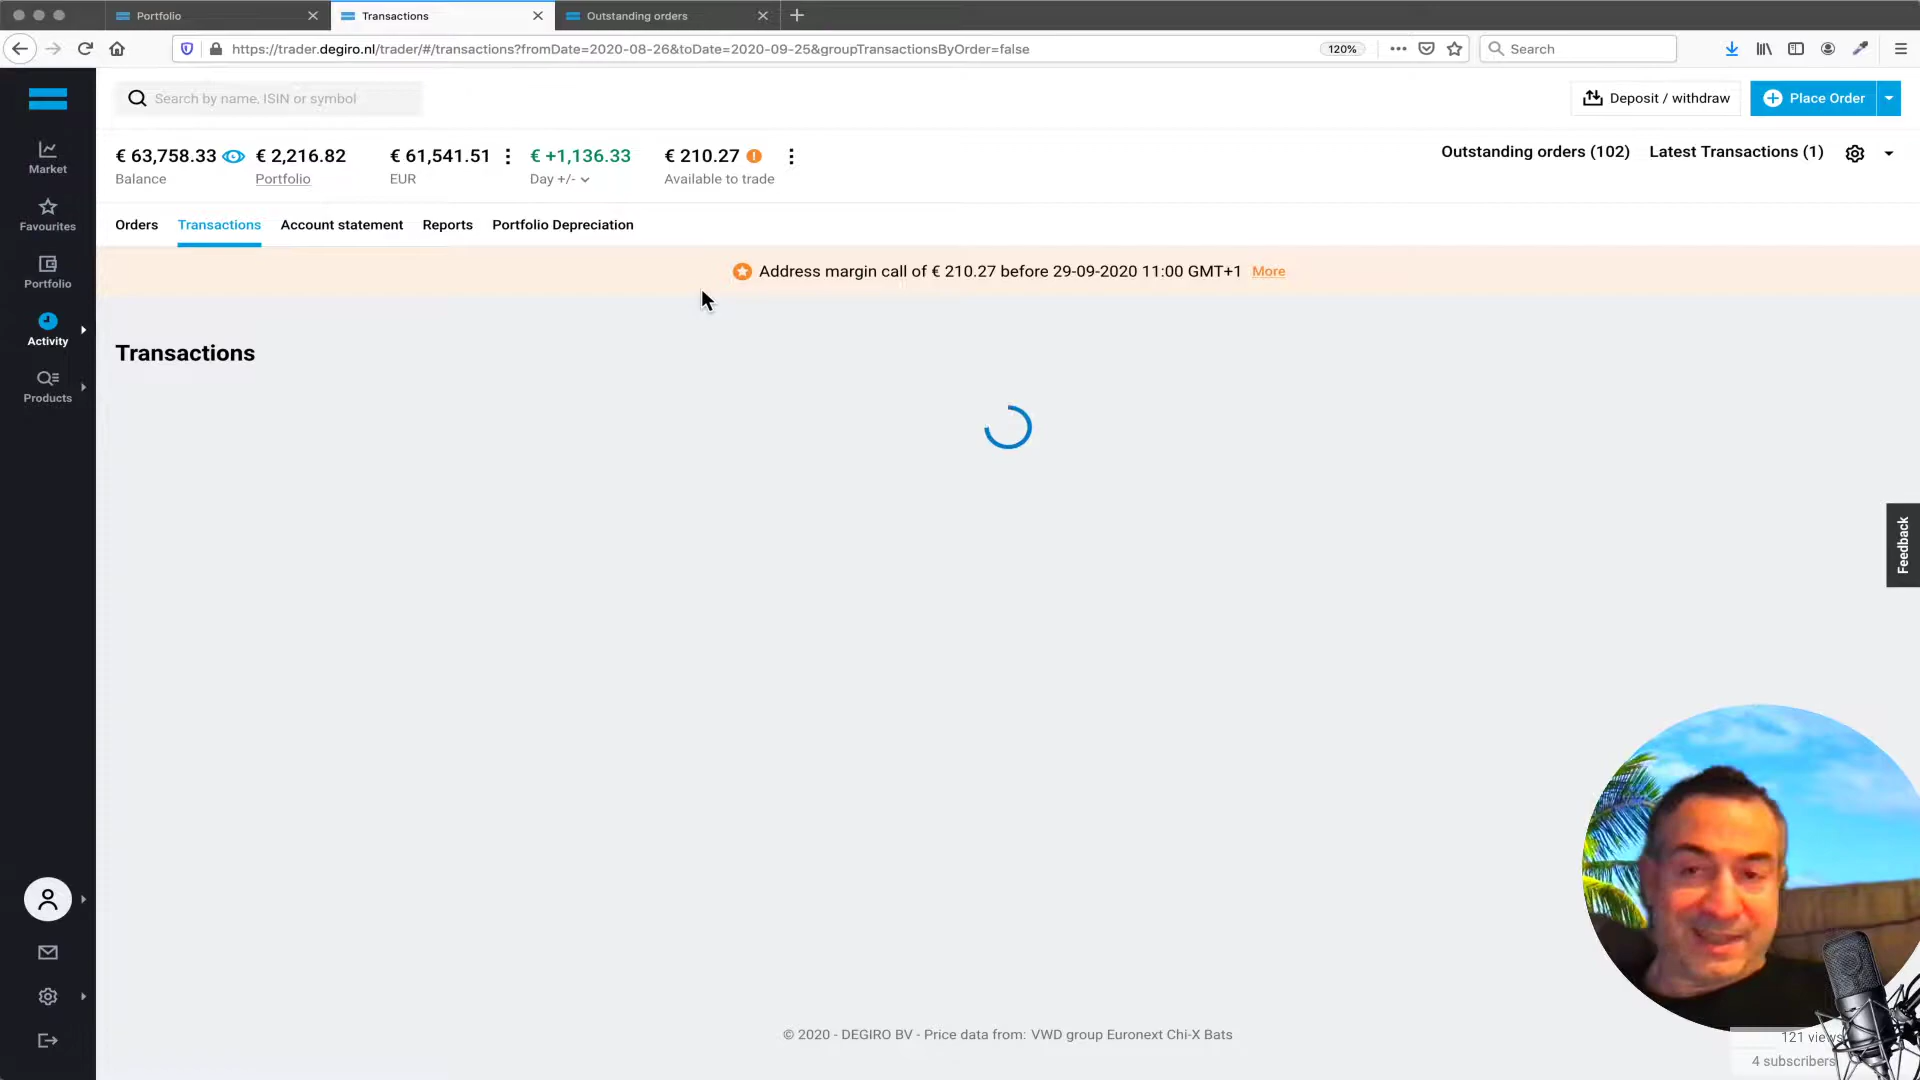 Portfolio
Transactions
Outstanding orders
https://trader.degiro.nl/trader/#/transactions?fromDate=2020-08-26&toDate=2020-09-25&groupTransactionsByOrder=false
120%
Search
Search by name, ISIN or symbol
Deposit / withdraw
Place Order
€ 63,758.33
€ 2,216.82
€ 61,541.51
€ +1,136.33
€ 210.27
Balance
Portfolio
EUR
Day +/-
Available to trade
Outstanding orders (102)
Latest Transactions (1)
Market
Favourites
Portfolio
Activity
Products
Orders
Transactions
Account statement
Reports
Portfolio Depreciation
Address margin call of € 210.27 before 29-09-2020 11:00 GMT+1 More
Transactions
Feedback
© 2020 - DEGIRO BV - Price data from: VWD group Euronext Chi-X Bats
121 views
4 subscribers